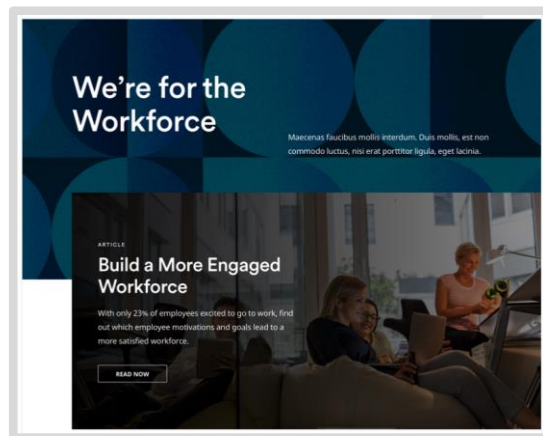 We're for the
Workforce
Maecenas faucibus mollis interdum. Duis mollis, est non
commodo luctus, nisi erat porttitor ligula, eget lacinia.
ARTICLE
Build a More Engaged
Workforce
With only 23% of employees excited to go to work, find
out which employee motivations and goals lead to a
more satisfied workforce.
READ NOW